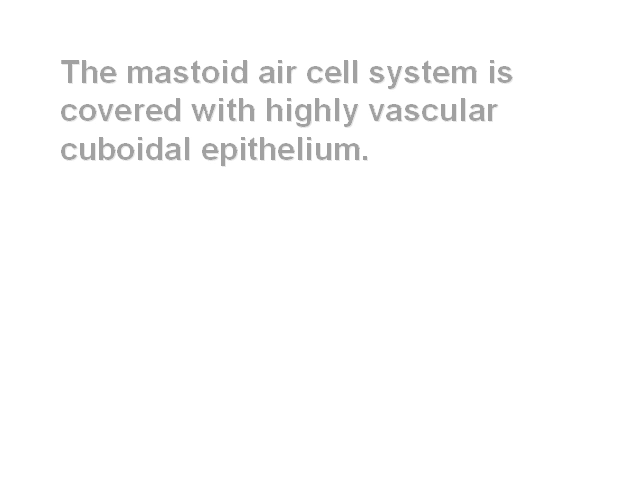 The mastoid air cell system is
covered with highly vascular
cuboidal epithelium.